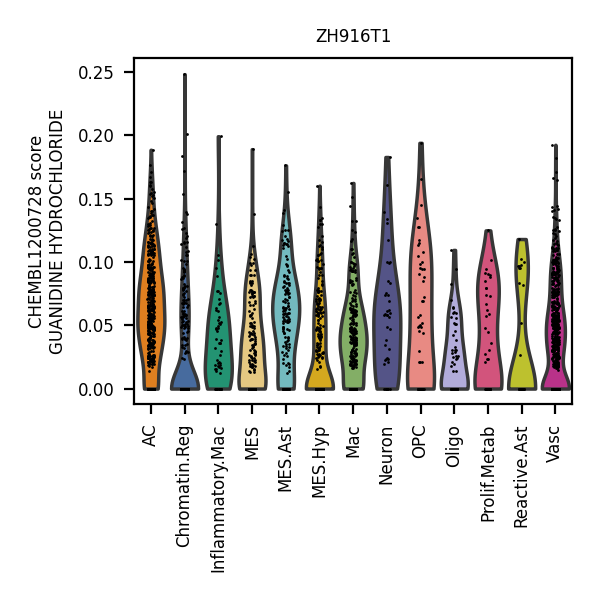 ZH916T1
CHEMBL1200728 score
GUANIDINE HYDROCHLORIDE
0.25
0.20
0.15
0.10
0.05
0.00
AC
Chromatin.Reg
Inflammatory.Mac
MES
MES.Ast
MES.Hyp
Mac
Neuron
OPC
Oligo
Prolif.Metab
Reactive.Ast
Vasc